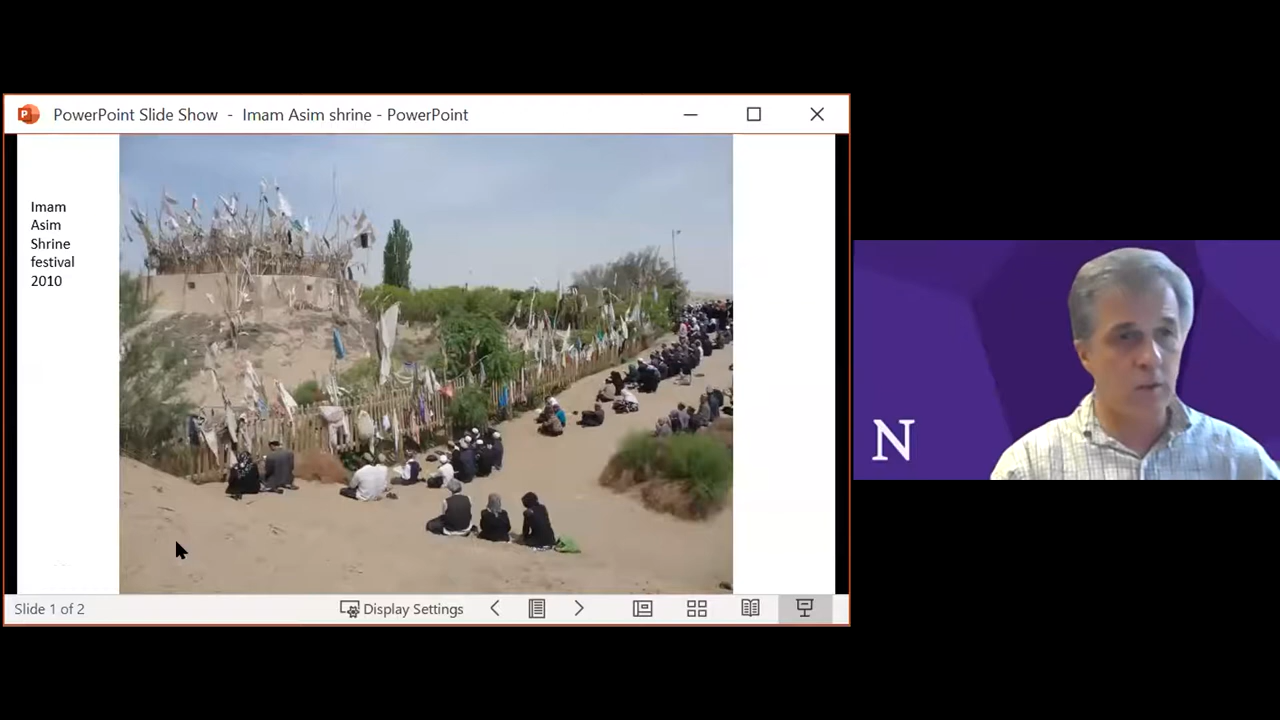 PowerPoint Slide Show - Imam Asim shrine - PowerPoint
Imam
Asim
Shrine
festival
2010
N
Slide 1 of 2
Display Settings